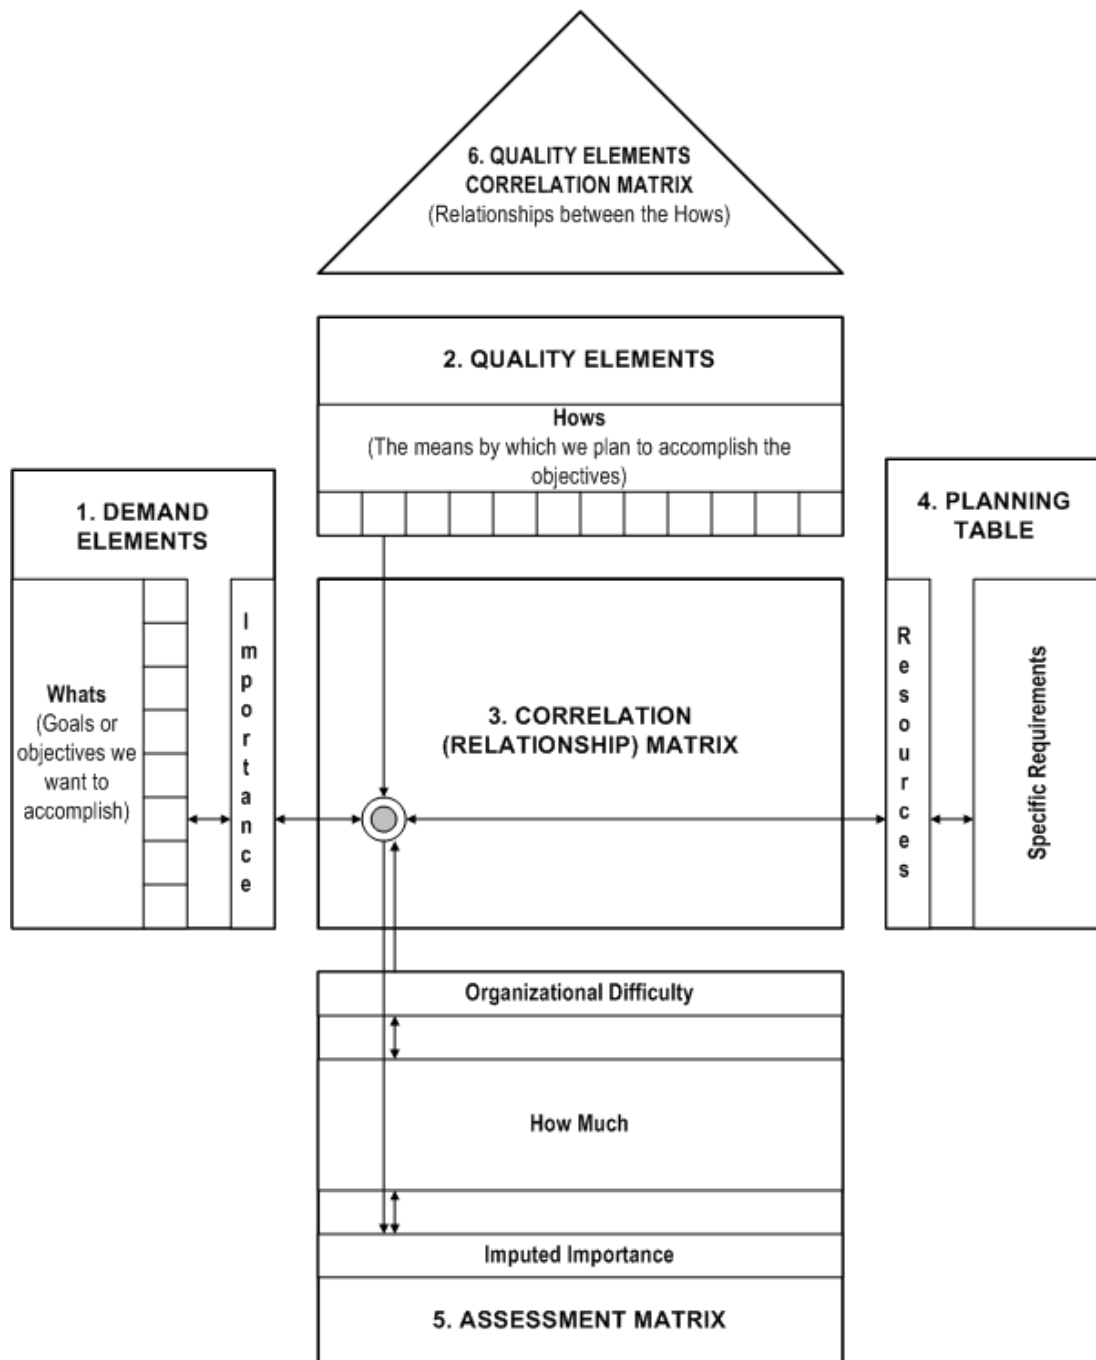 6. QUALITY ELEMENTS
CORRELATION MATRIX
(Relationships between the Hows)
2. QUALITY ELEMENTS
Hows
(The means by which we plan to accomplish the
objectives)
1. DEMAND
ELEMENTS
Whats
(Goals or
objectives we
want to
accomplish)
Importance
3. CORRELATION
(RELATIONSHIP) MATRIX
4. PLANNING
TABLE
Resources
Specific Requirements
Organizational Difficulty
How Much
Imputed Importance
5. ASSESSMENT MATRIX